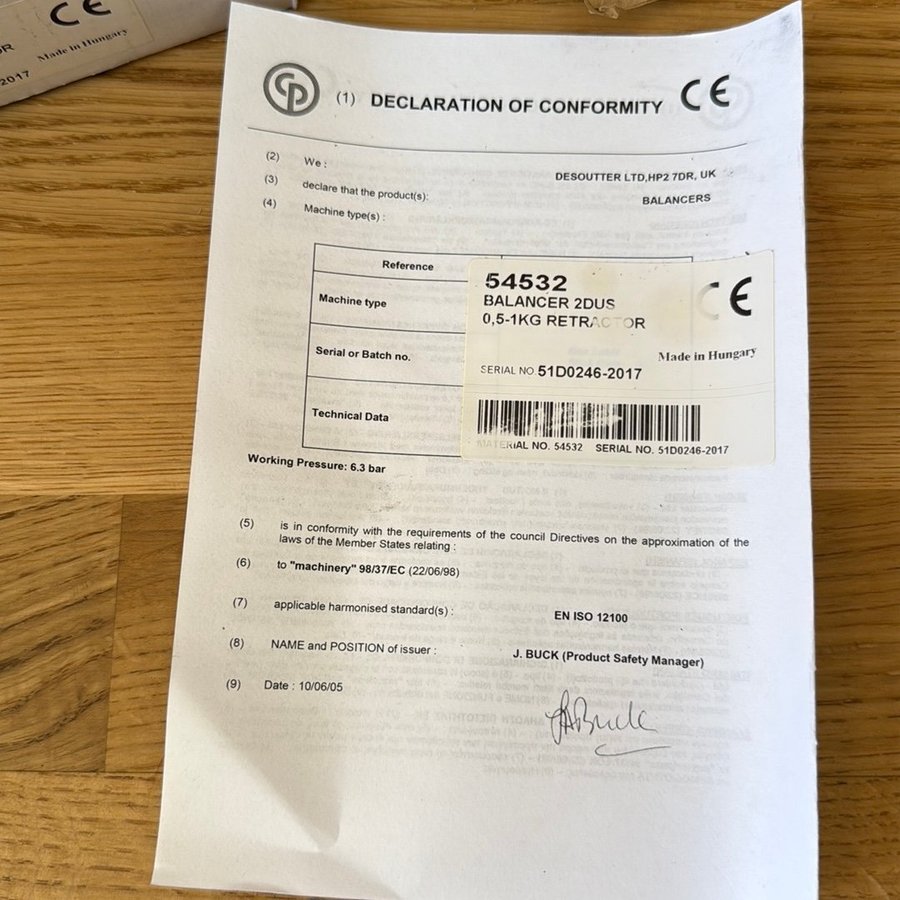 CE
Made in Hungary
2017
CP
(1) DECLARATION OF CONFORMITY CE
(2) We :
DESOUTTER LTD,HP2 7DR, UK
(3) declare that the product(s):
BALANCERS
(4) Machine type(s) :
Reference
Machine type
Serial or Batch no.
Technical Data
54532
BALANCER 2DUS
0,5-1KG RETRACTOR
CE
Made in Hungary
SERIAL NO 51D0246-2017
MATERIAL NO. 54532 SERIAL NO. 51D0246-2017
Working Pressure: 6.3 bar
(5) is in conformity with the requirements of the council Directives on the approximation of the
laws of the Member States relating :
(6) to "machinery" 98/37/EC (22/06/98)
(7) applicable harmonised standard(s) :
EN ISO 12100
(8) NAME and POSITION of issuer :
J. BUCK (Product Safety Manager)
(9) Date : 10/06/05